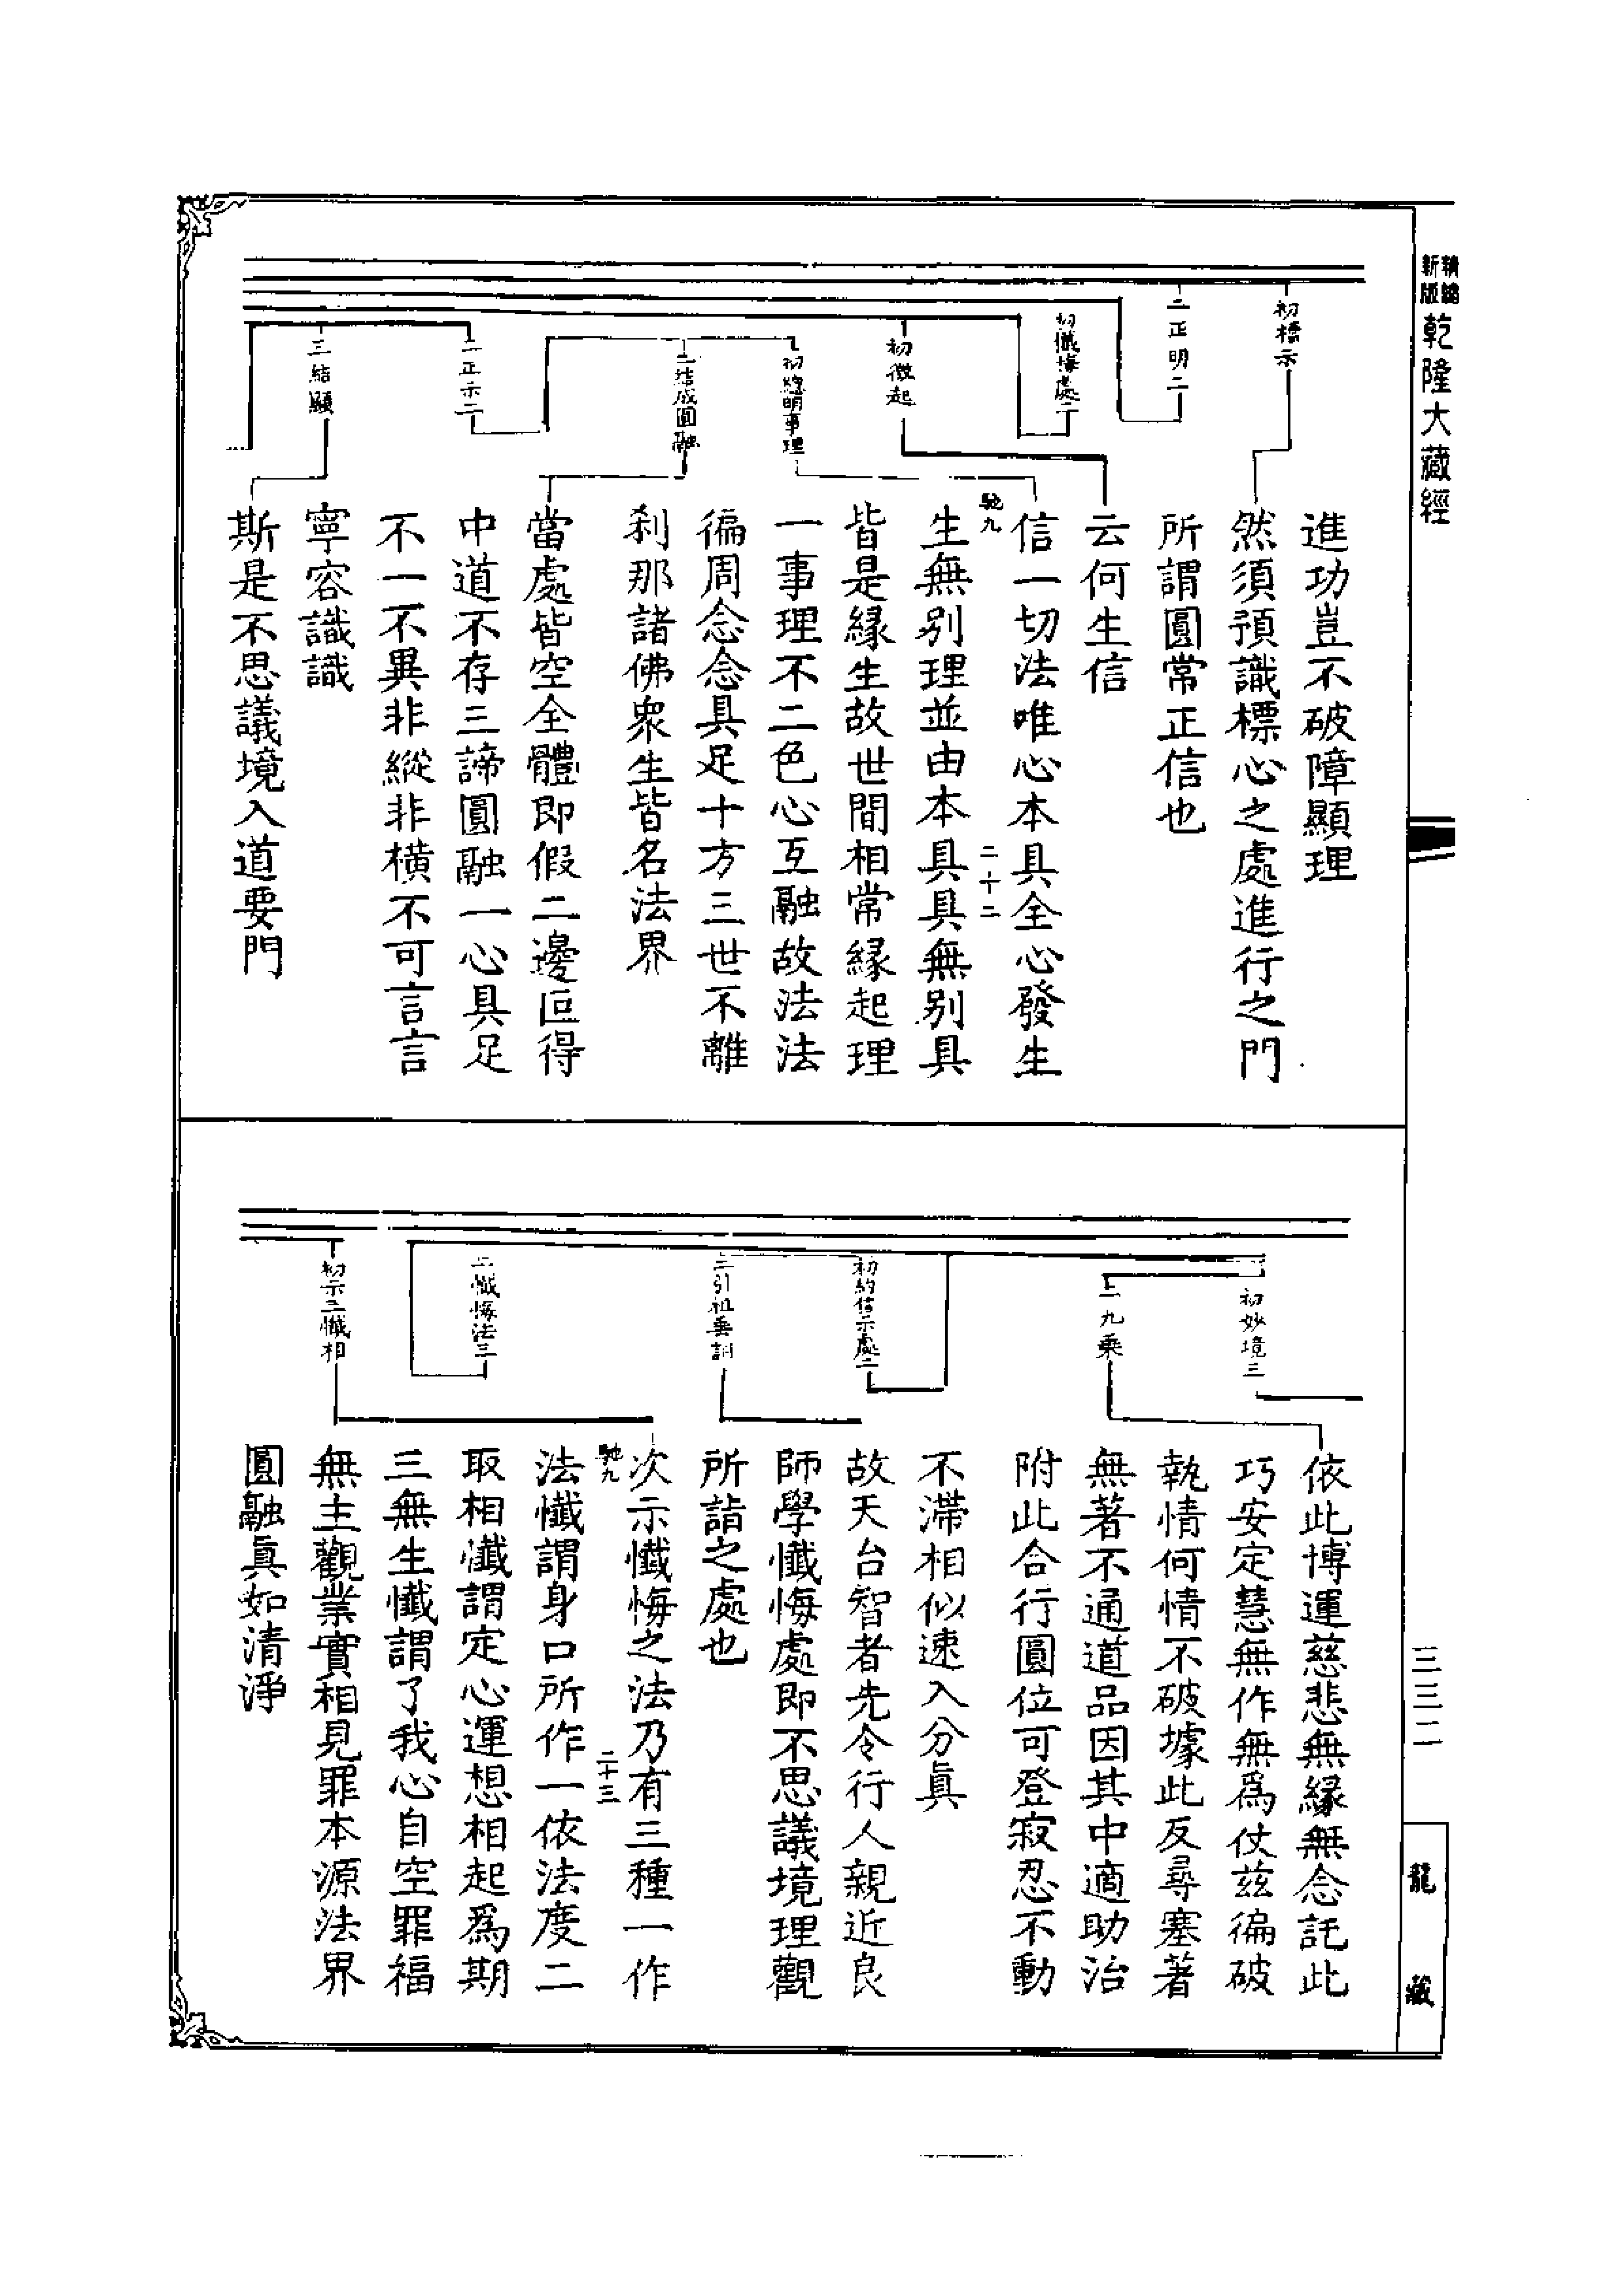 精編
新版
乾隆大藏經
初標示
二正明二
初懺悔處二
初徵起
初總明事理
二結成圓融
二正示二
三結顯
進功豈不破障顯理
然須預識標心之處進行之門
所謂圓常正信也
云何生信
信一切法唯心本具全心發生
馳九
二十二
生無別理並由本具具無別具
皆是緣生故世間相常緣起理
一事理不二色心互融故法法
徧周念念具足十方三世不離
刹那諸佛衆生皆名法界
當處皆空全體即假二邊叵得
中道不存三諦圓融一心具足
不一不異非縱非橫不可言言
寧容識識
斯是不思議境入道要門
三三二
龍藏
初妙境三
二九乘
初約信示處二
二引祖垂訓
二懺悔法三
初示三懺相
依此博運慈悲無緣無念託此
巧安定慧無作無爲仗茲徧破
執情何情不破據此反尋塞著
無著不通道品因其中適助治
附此合行圓位可登寂忍不動
不滯相似速入分眞
故天台智者先令行人親近良
師學懺悔處即不思議境理觀
所詣之處也
次示懺悔之法乃有三種一作
馳九
二十三
法懺謂身口所作一依法度二
取相懺謂定心運想相起爲期
三無生懺謂了我心自空罪福
無主觀業實相見罪本源法界
圓融眞如清淨